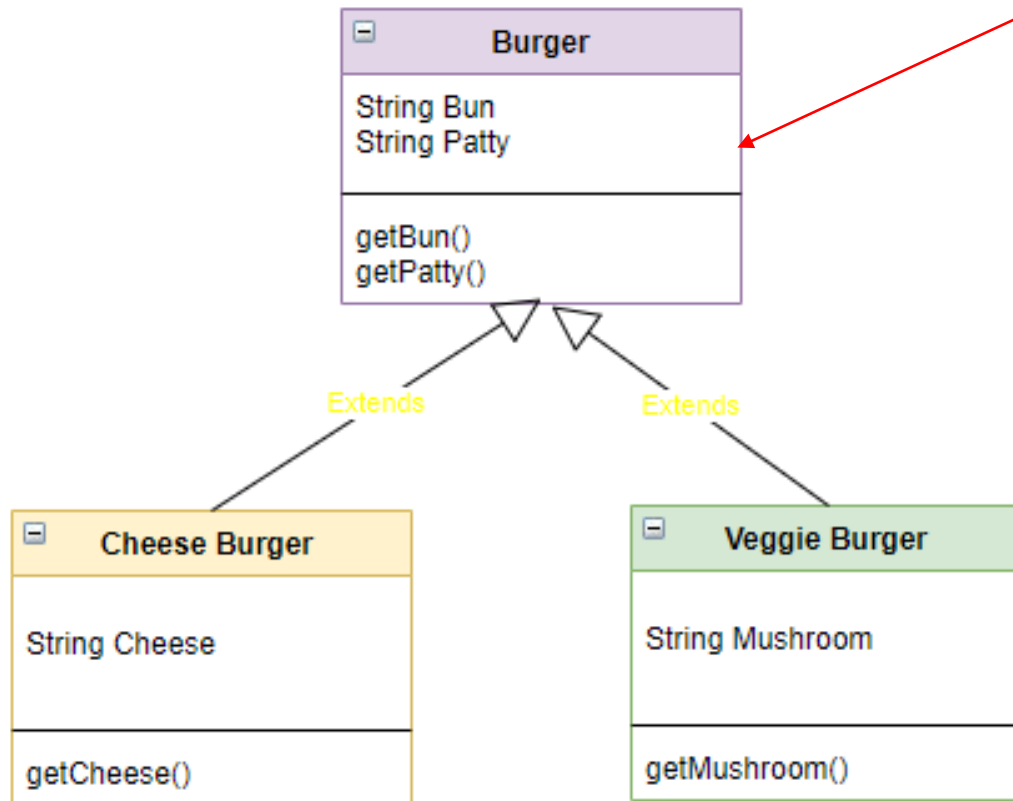 Burger
String Bun
String Patty
getBun()
getPatty()
Extends
Extends
Cheese Burger
String Cheese
getCheese()
Veggie Burger
String Mushroom
getMushroom()